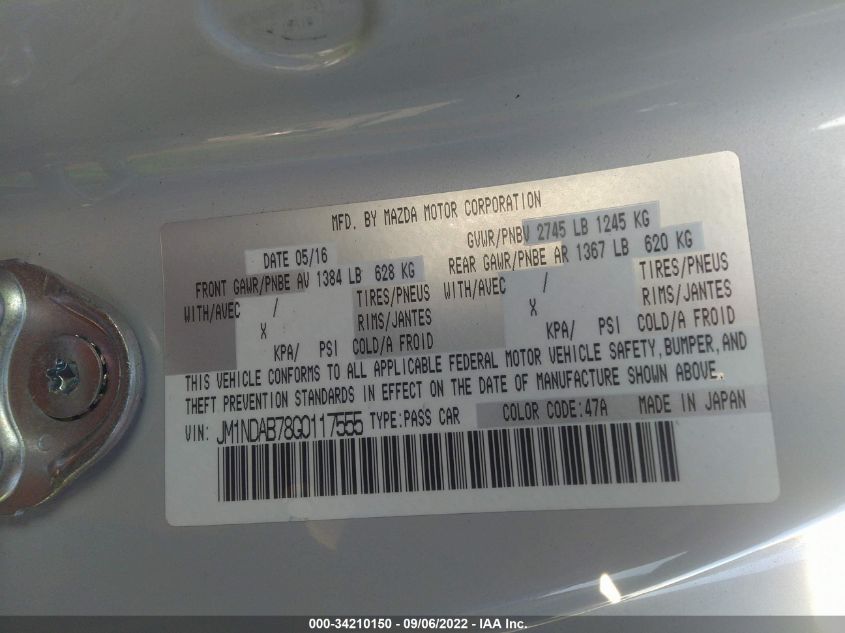 MFD. BY MAZDA MOTOR CORPORATION
DATE 05/16 GVWR/PNBV 2745 LB 1245 KG
FRONT GAWR/PNBE AV 1384 LB 628 KG REAR GAWR/PNBE AR 1367 LB 620 KG
WITH/AVEC / TIRES/PNEUS WITH/AVEC / TIRES/PNEUS
X RIMS/JANTES X RIMS/JANTES
KPA/ PSI COLD/A FROID KPA/ PSI COLD/A FROID
THIS VEHICLE CONFORMS TO ALL APPLICABLE FEDERAL MOTOR VEHICLE SAFETY, BUMPER, AND
THEFT PREVENTION STANDARDS IN EFFECT ON THE DATE OF MANUFACTURE SHOWN ABOVE.
VIN: JM1NDAB78G0117555 TYPE:PASS CAR COLOR CODE:47A MADE IN JAPAN
000-34210150 - 09/06/2022 - IAA Inc.